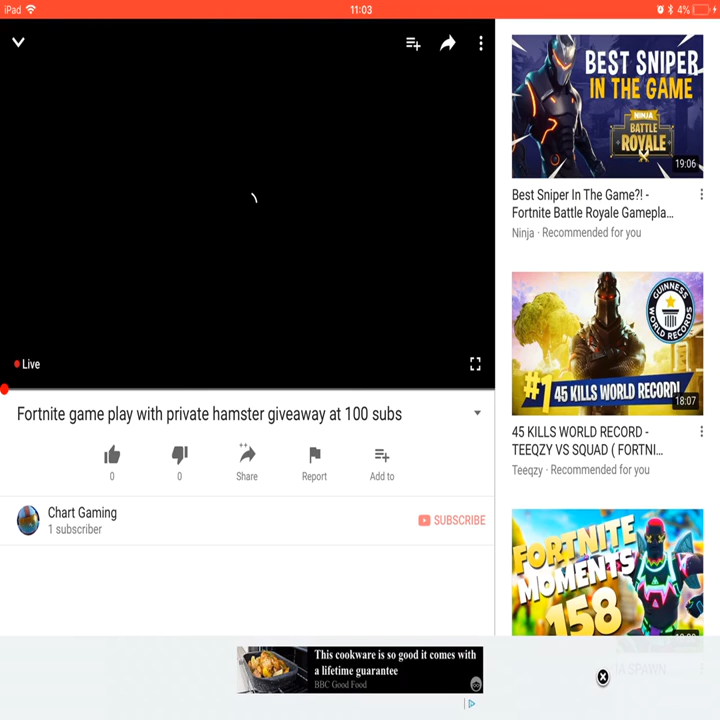 iPad
11:03
4%
Live
Fortnite game play with private hamster giveaway at 100 subs
0
0
Share
Report
Add to
Chart Gaming
1 subscriber
SUBSCRIBE
BEST SNIPER
IN THE GAME
NINJA
BATTLE
ROYALE
19:06
Best Sniper In The Game?! -
Fortnite Battle Royale Gamepla...
Ninja · Recommended for you
GUINNESS
WORLD RECORDS
#1 45 KILLS WORLD RECORD!
18:07
45 KILLS WORLD RECORD -
TEEQZY VS SQUAD ( FORTNI...
Teeqzy · Recommended for you
FORTNITE
MOMENTS
158
SPAWN
This cookware is so good it comes with
a lifetime guarantee
BBC Good Food